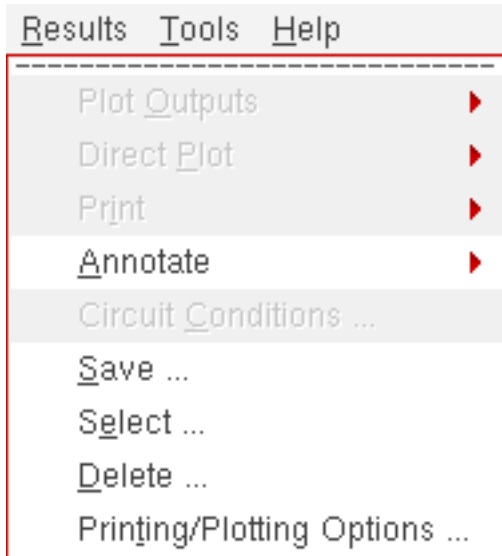 Results Tools Help
Plot Outputs
Direct Plot
Print
Annotate
Circuit Conditions ...
Save ...
Select ...
Delete ...
Printing/Plotting Options ...